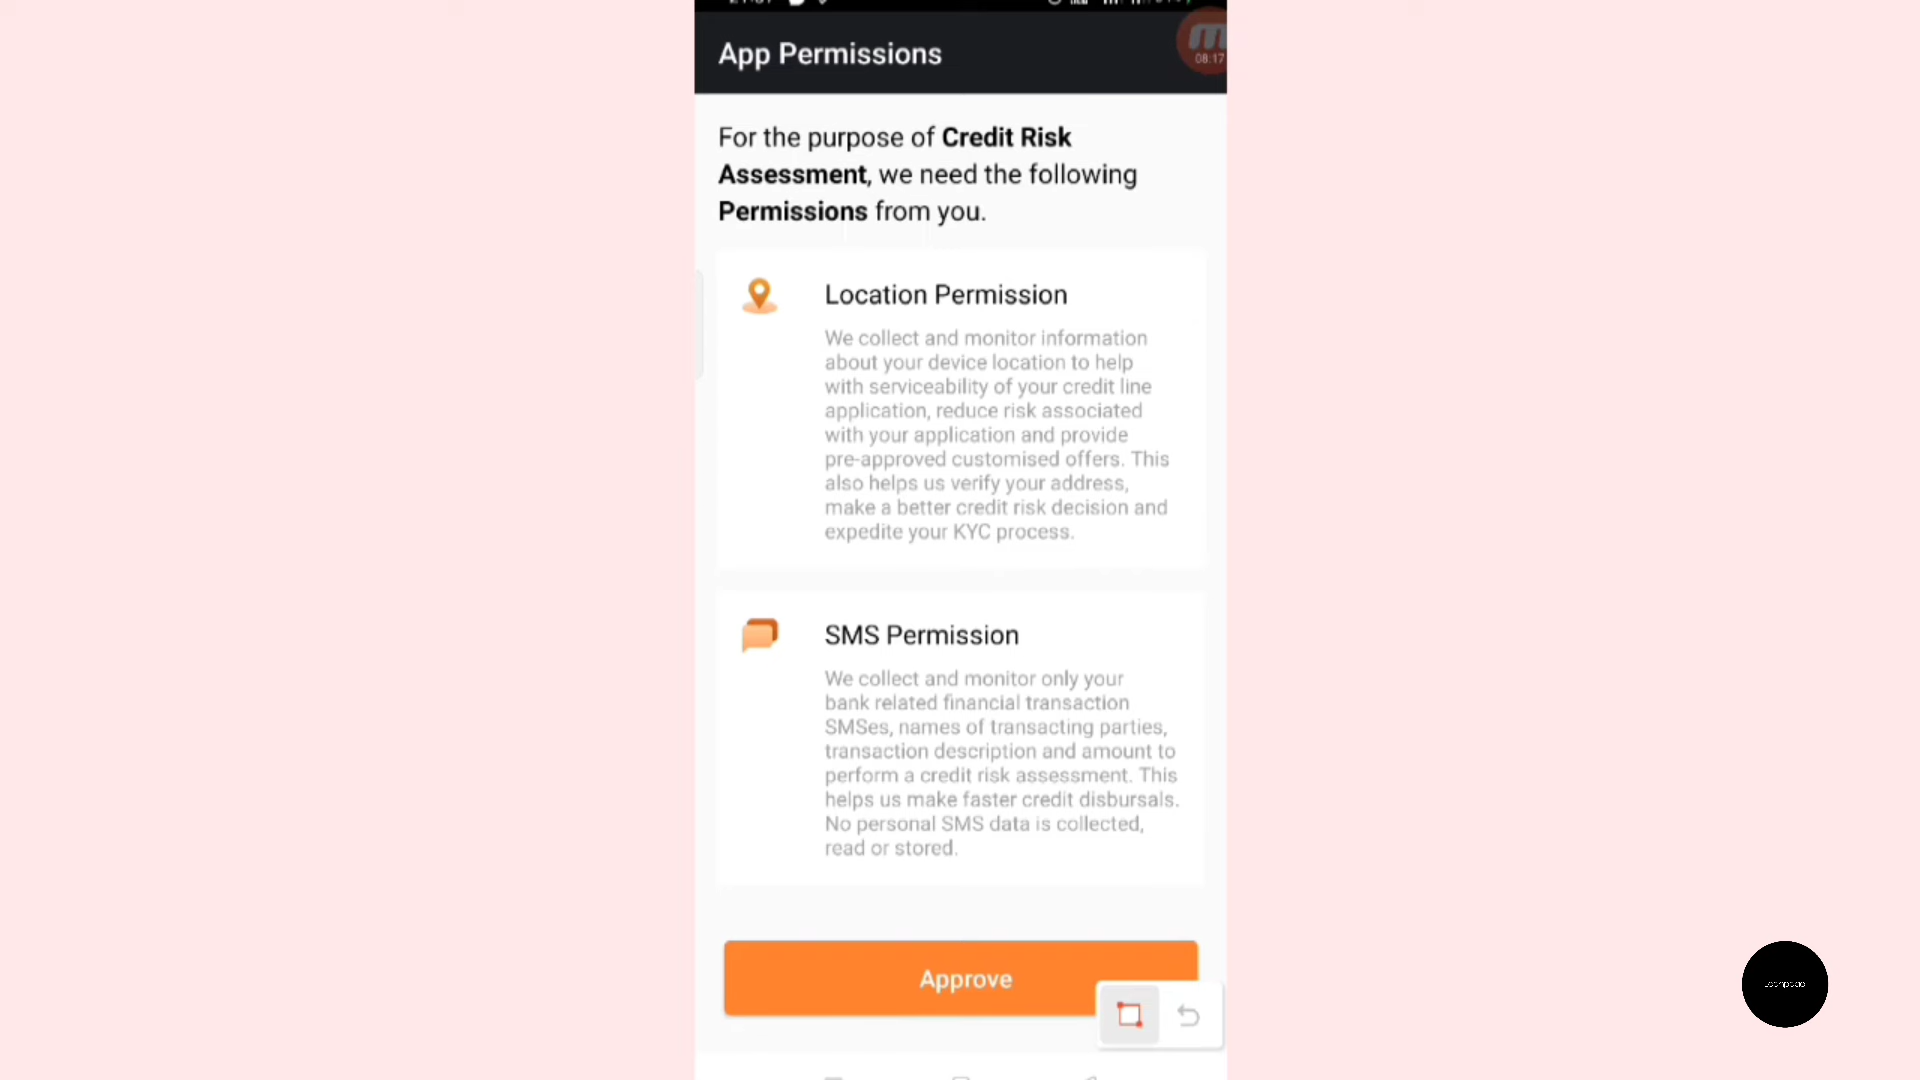 App Permissions
08:17
For the purpose of Credit Risk
Assessment, we need the following
Permissions from you.
Location Permission
We collect and monitor information
about your device location to help
with serviceability of your credit line
application, reduce risk associated
with your application and provide
pre-approved customised offers. This
also helps us verify your address,
make a better credit risk decision and
expedite your KYC process.
SMS Permission
We collect and monitor only your
bank related financial transaction
SMSes, names of transacting parties,
transaction description and amount to
perform a credit risk assessment. This
helps us make faster credit disbursals.
No personal SMS data is collected,
read or stored.
Approve